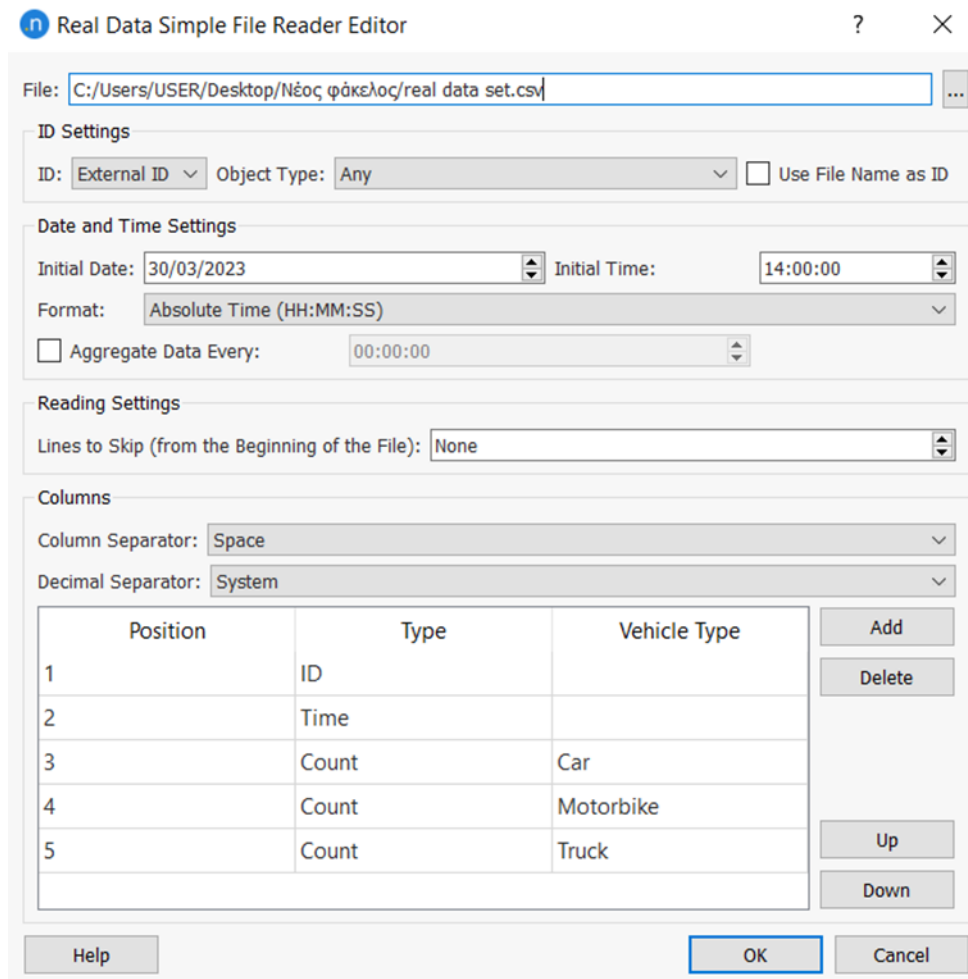 .n Real Data Simple File Reader Editor ? ×
File: C:/Users/USER/Desktop/Νέος φάκελος/real data set.csv ...
ID Settings
ID: External ID Object Type: Any Use File Name as ID
Date and Time Settings
Initial Date: 30/03/2023 Initial Time: 14:00:00
Format: Absolute Time (HH:MM:SS)
Aggregate Data Every: 00:00:00
Reading Settings
Lines to Skip (from the Beginning of the File): None
Columns
Column Separator: Space
Decimal Separator: System
Position Type Vehicle Type Add
1 ID Delete
2 Time
3 Count Car
4 Count Motorbike
5 Count Truck Up
Down
Help OK Cancel